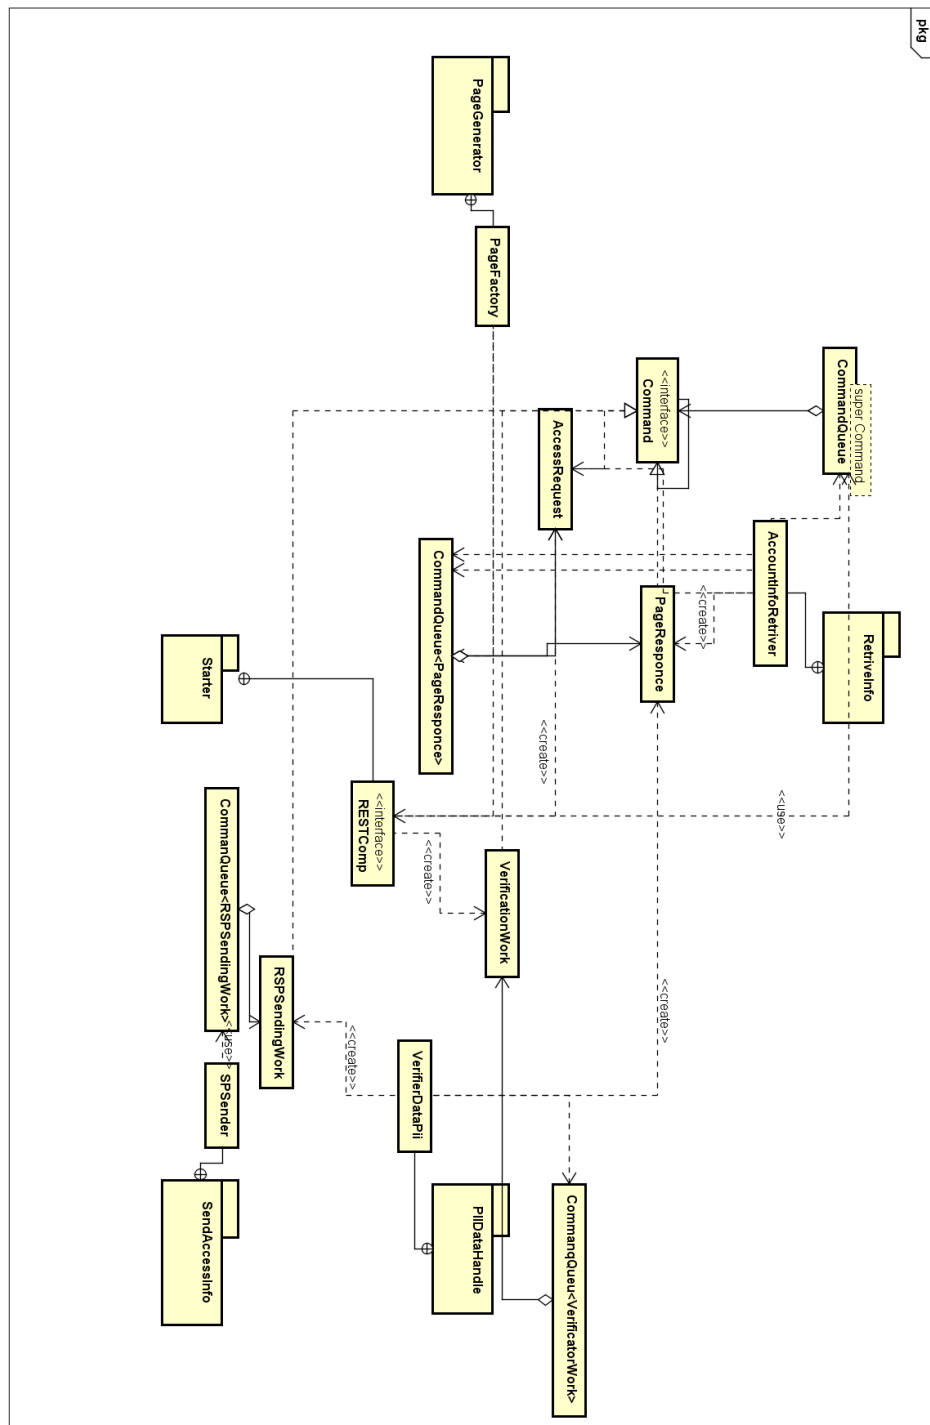 pkg
PageGenerator
PageFactory
<<interface>>
Command
super Command
CommandQueue
AccessRequest
AccountInfoRetriver
CommandQueue<PageResponce>
PageResponce
<<create>>
RetriveInfo
Starter
<<create>>
<<interface>>
RESTComp
<<use>>
<<create>>
CommanQueue<RSPSendingWork>
VerificationWork
RSPSendingWork
<<create>>
<<use>>
<<create>>
VerifierDataPii
SPSender
SendAccessInfo
PIIDataHandle
CommanqQueu<VerificatorWork>